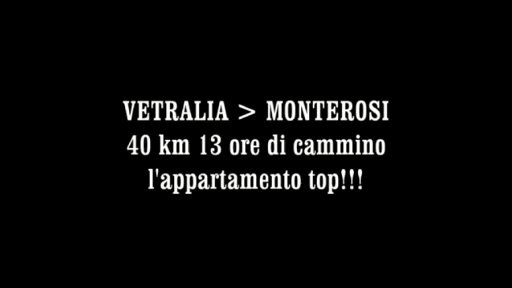 VETRALIA > MONTEROSI
40 km 13 ore di cammino
l'appartamento top!!!